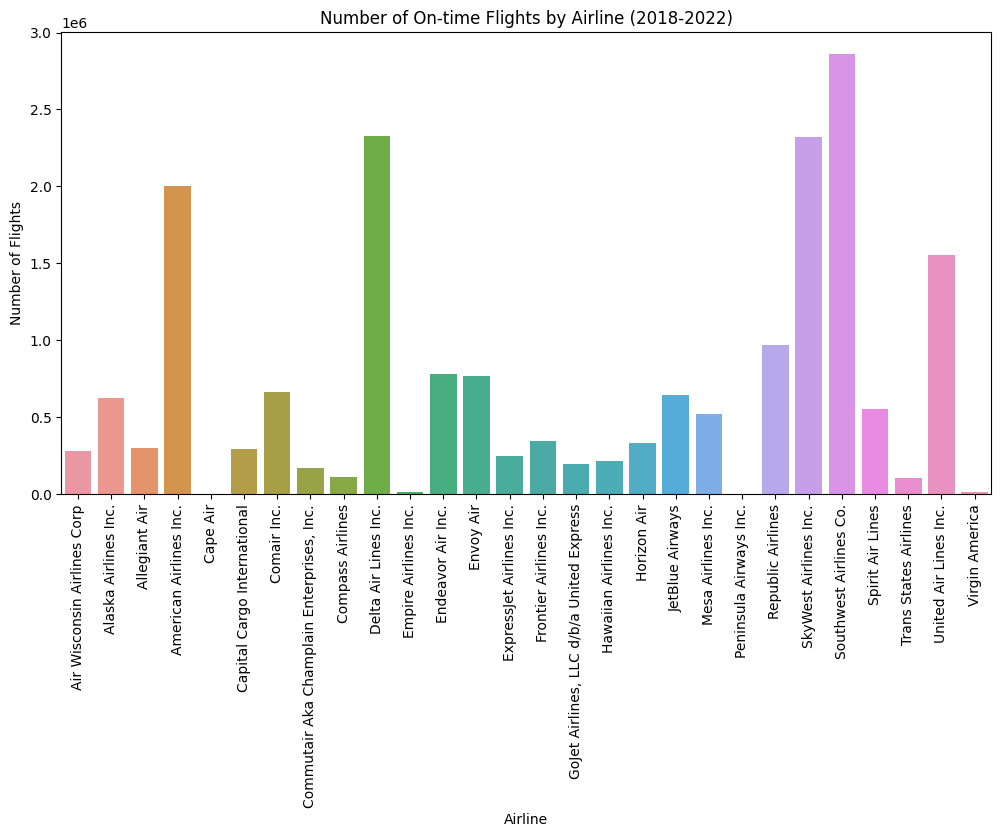 Number of On-time Flights by Airline (2018-2022)
1e6
3.0
2.5
2.0
1.5
1.0
0.5
0.0
Number of Flights
Air Wisconsin Airlines Corp
Alaska Airlines Inc.
Allegiant Air
American Airlines Inc.
Cape Air
Capital Cargo International
Comair Inc.
Commutair Aka Champlain Enterprises, Inc.
Compass Airlines
Delta Air Lines Inc.
Empire Airlines Inc.
Endeavor Air Inc.
Envoy Air
ExpressJet Airlines Inc.
Frontier Airlines Inc.
GoJet Airlines, LLC d/b/a United Express
Hawaiian Airlines Inc.
Horizon Air
JetBlue Airways
Mesa Airlines Inc.
Peninsula Airways Inc.
Republic Airlines
SkyWest Airlines Inc.
Southwest Airlines Co.
Spirit Air Lines
Trans States Airlines
United Air Lines Inc.
Virgin America
Airline